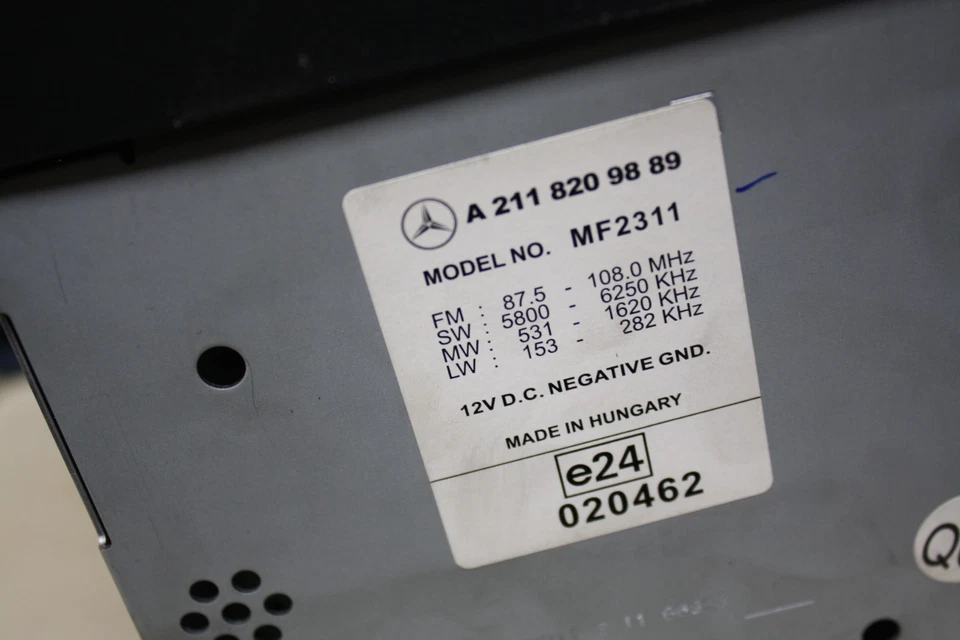 A 211 820 98 89
MODEL NO. MF2311
FM : 87.5 - 108.0 MHz
SW : 5800 - 6250 KHz
MW : 531 - 1620 KHz
LW : 153 - 282 KHz
12V D.C. NEGATIVE GND.
MADE IN HUNGARY
e24
020462